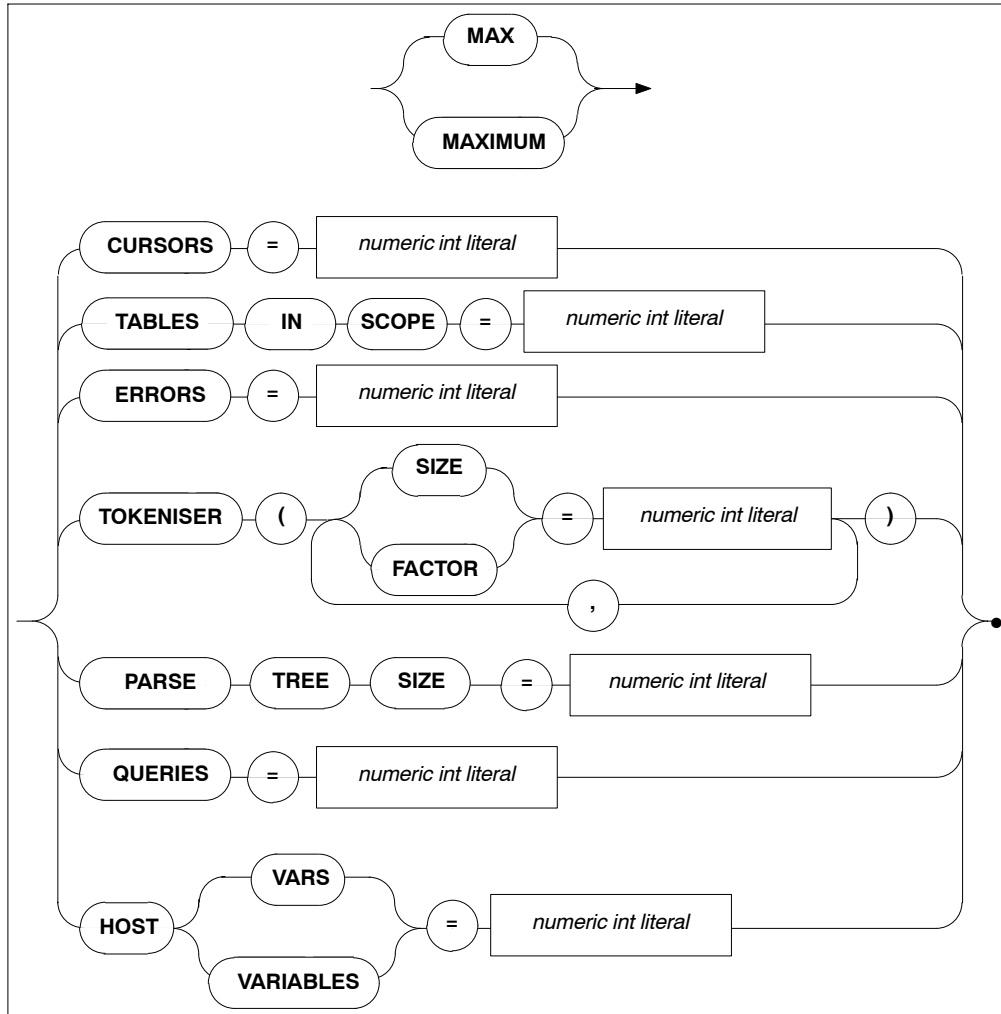 MAX
MAXIMUM
CURSORS = numeric int literal
TABLES IN SCOPE = numeric int literal
ERRORS = numeric int literal
SIZE
TOKENISER ( = numeric int literal )
FACTOR
,
PARSE TREE SIZE = numeric int literal
QUERIES = numeric int literal
VARS
HOST = numeric int literal
VARIABLES